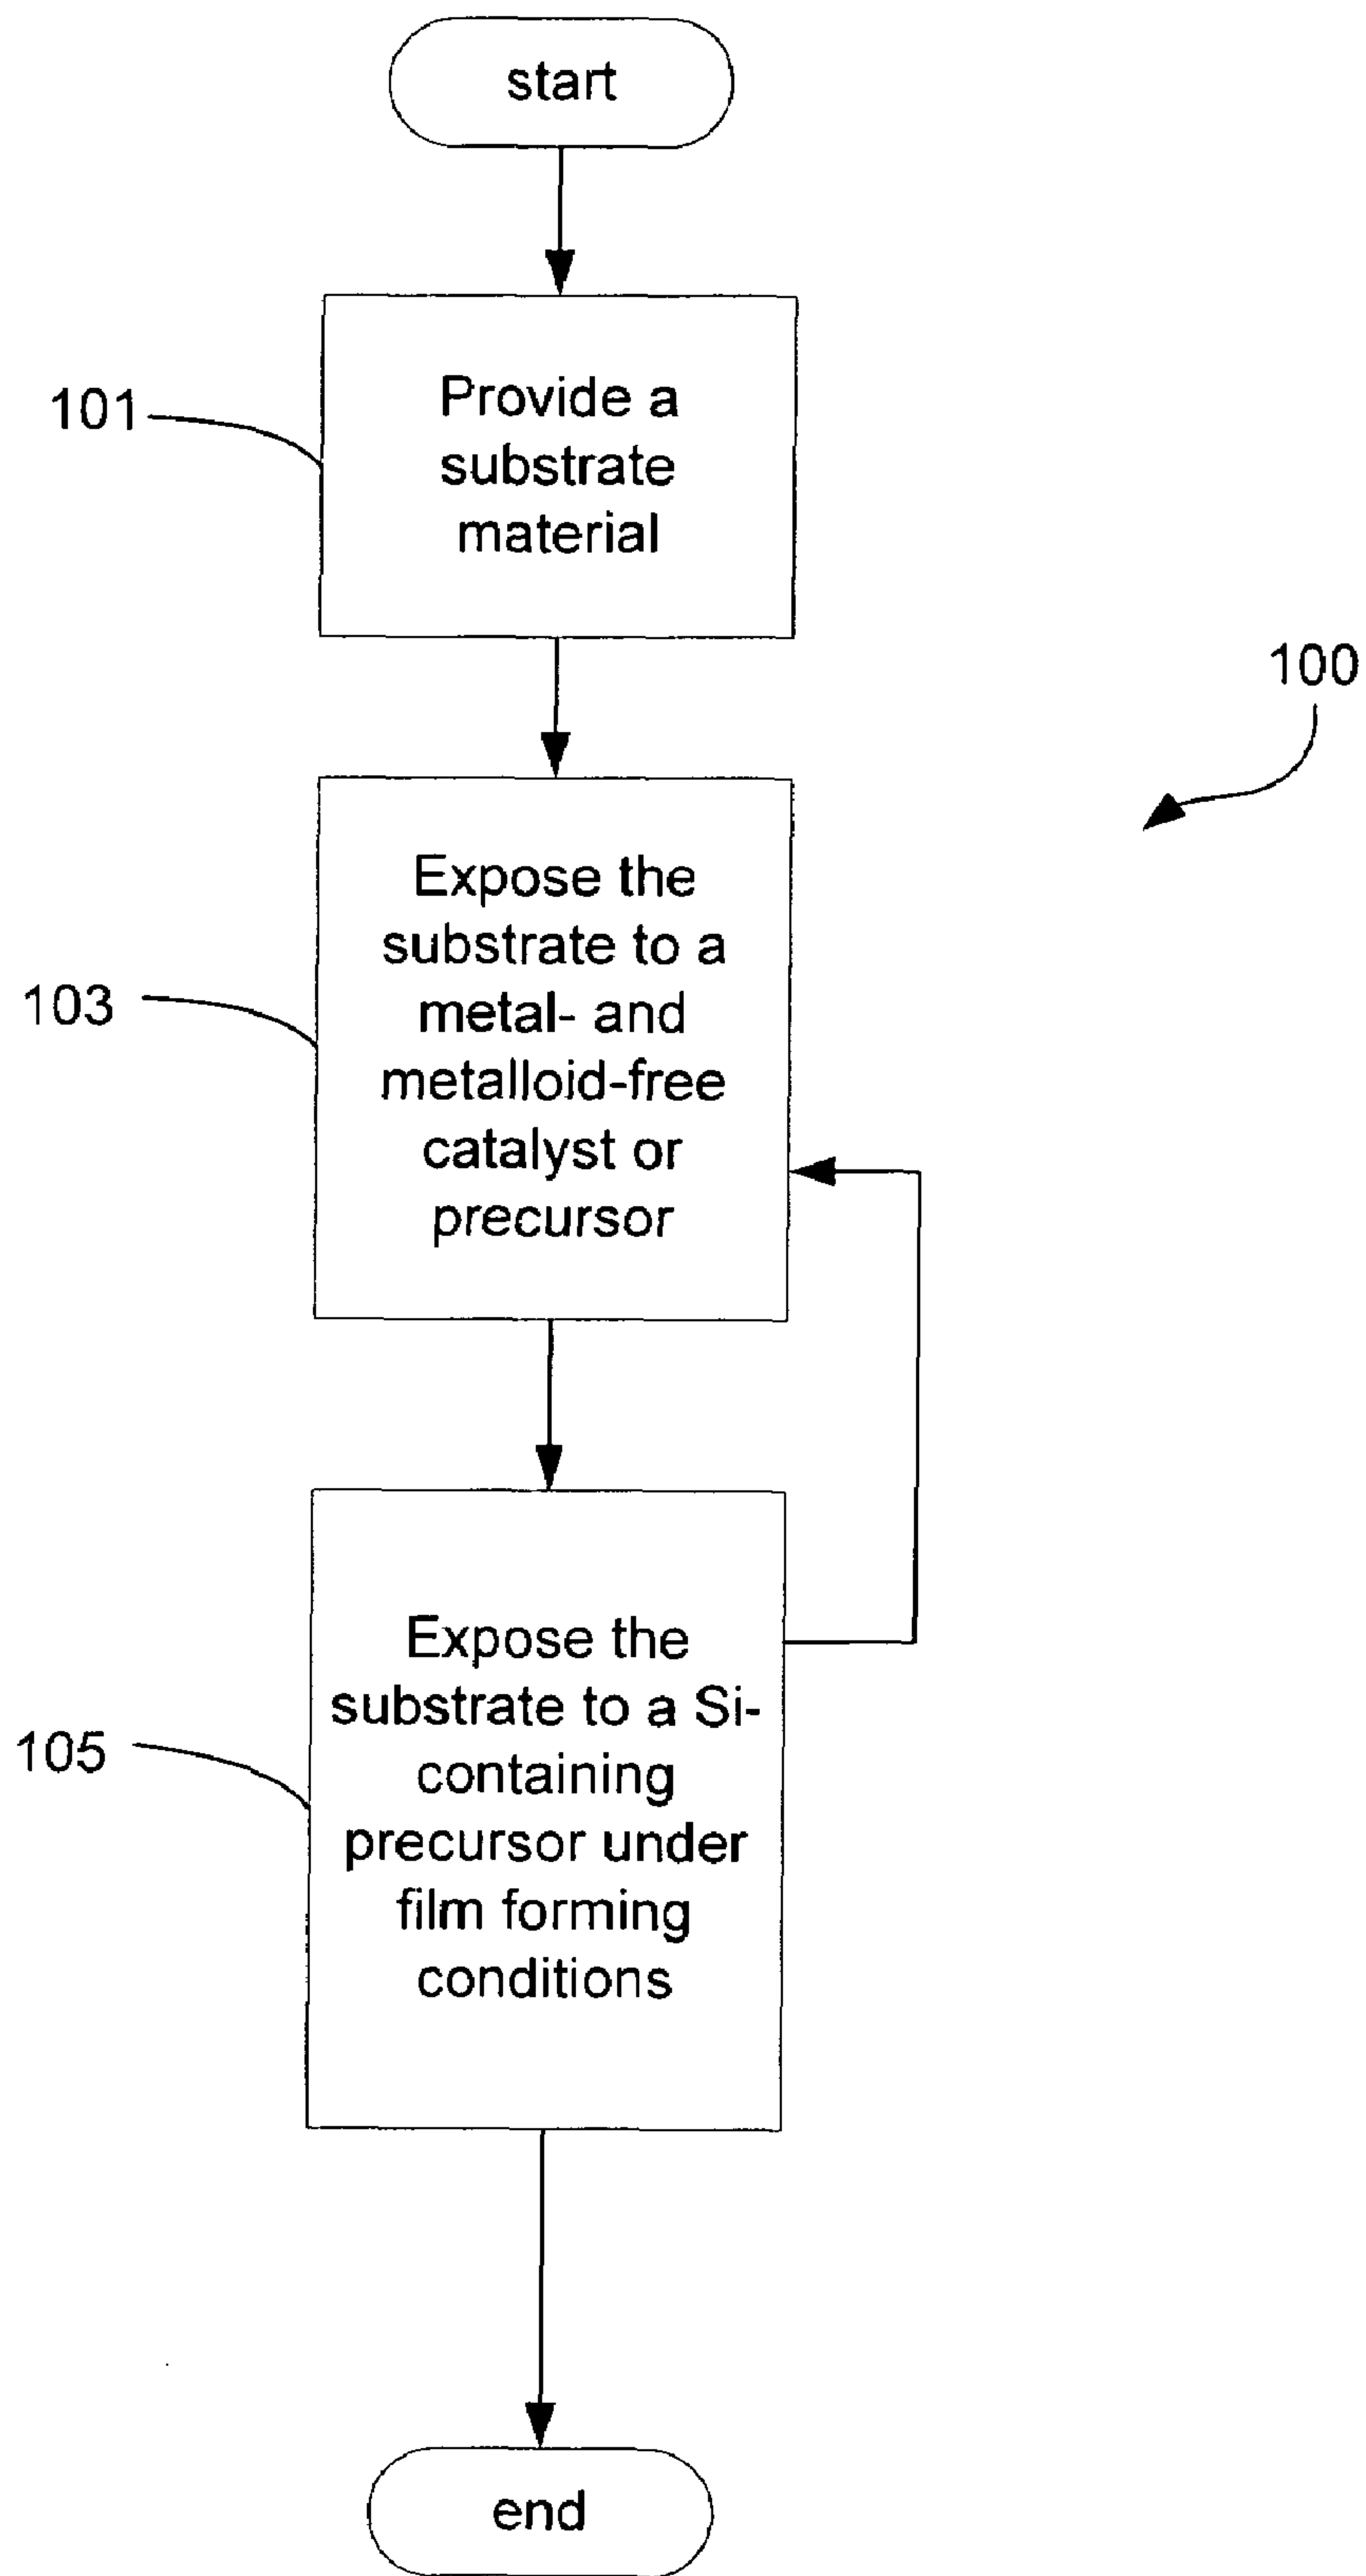 start
Provide a
substrate
material
101
100
Expose the
substrate to a
metal- and
metalloid-free
catalyst or
precursor
103
Expose the
substrate to a Si-
containing
precursor under
film forming
conditions
105
end